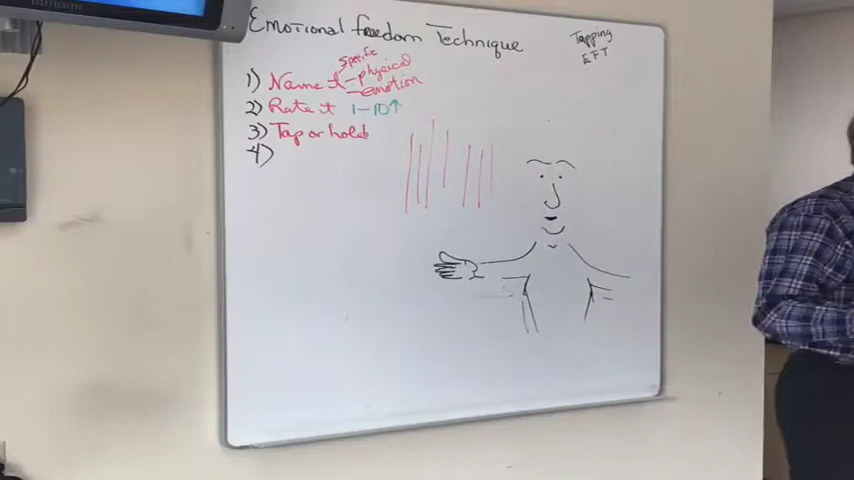 Emotional freedom Technique
Tapping
EFT
specific
1) Name it - physical
- emotion
2) Rate it 1-10↑
3) Tap or hold
4)